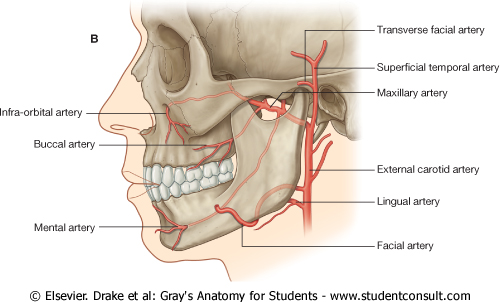 B
Transverse facial artery
Superficial temporal artery
Maxillary artery
Infra-orbital artery
Buccal artery
External carotid artery
Lingual artery
Mental artery
Facial artery
© Elsevier. Drake et al: Gray's Anatomy for Students - www.studentconsult.com